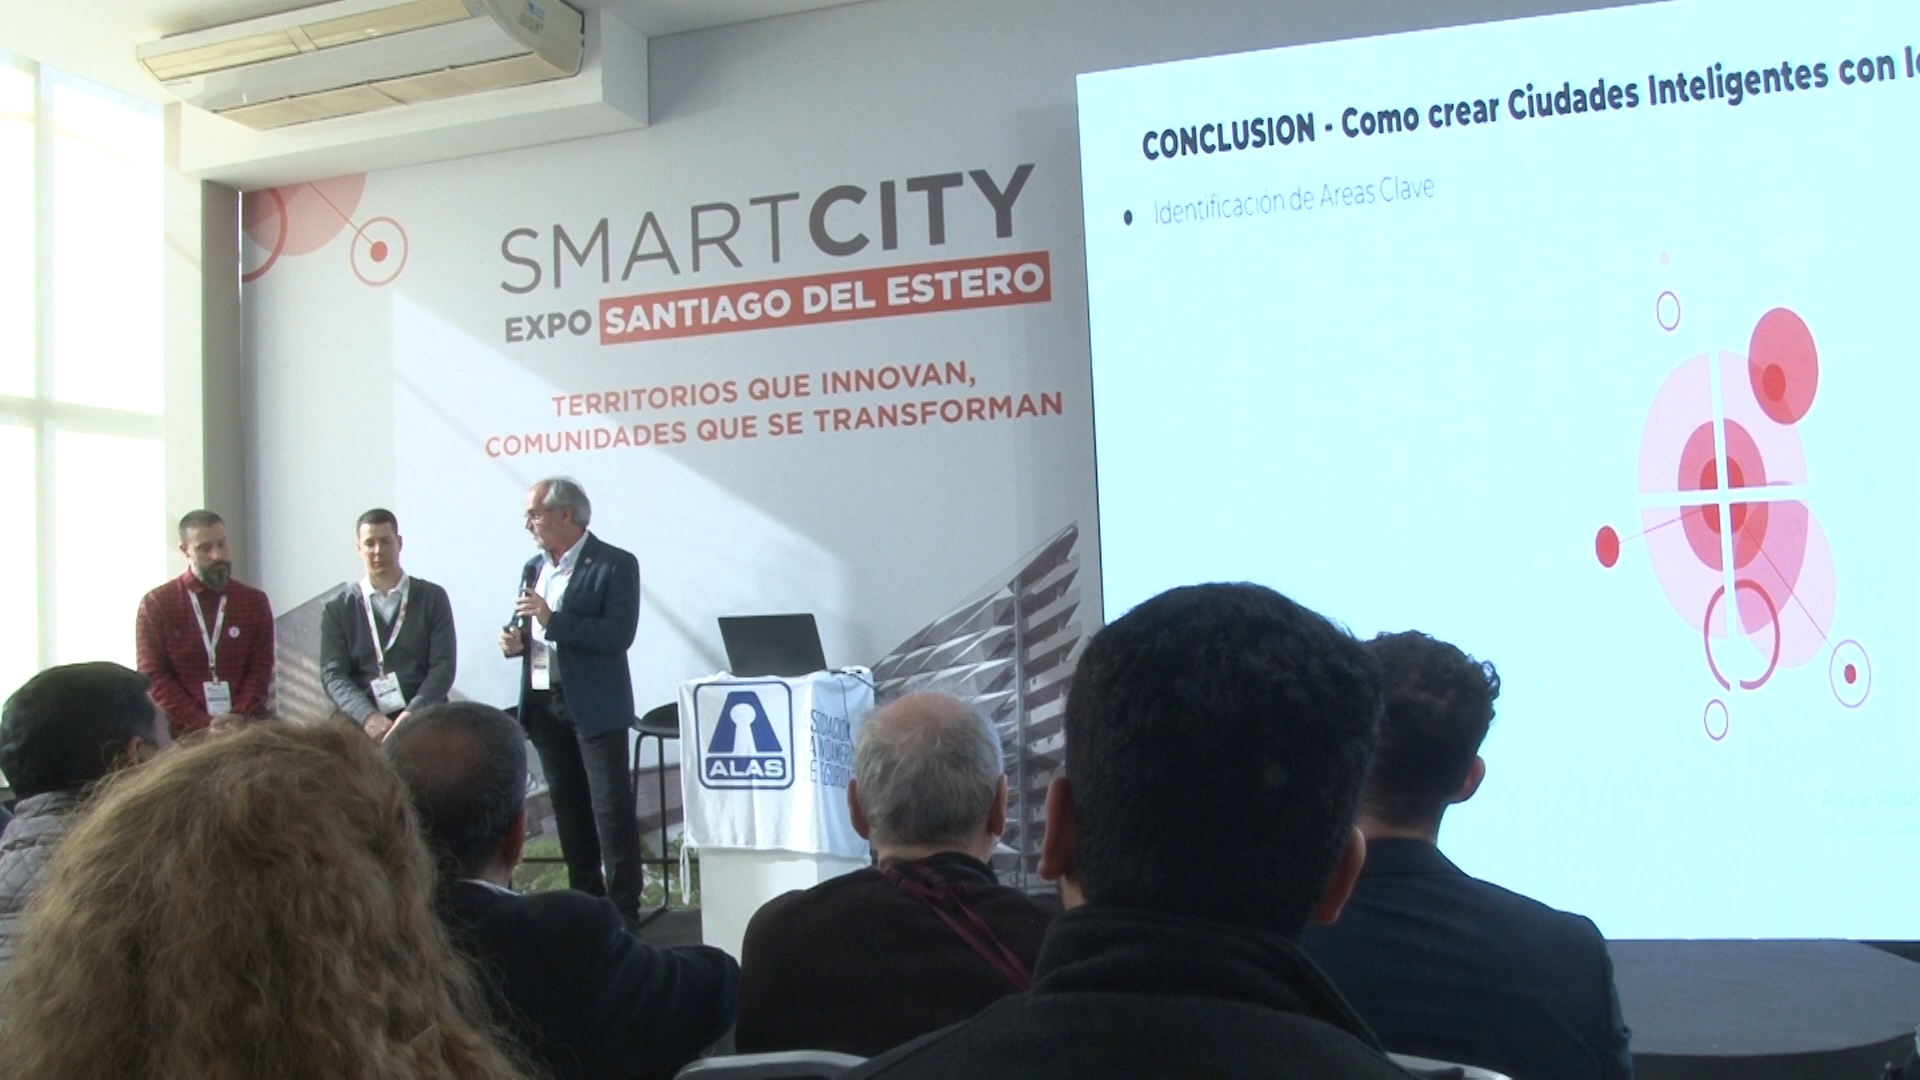 SMARTCITY
EXPO SANTIAGO DEL ESTERO
TERRITORIOS QUE INNOVAN,
COMUNIDADES QUE SE TRANSFORMAN
CONCLUSION - Como crear Ciudades Inteligentes con
• Identificación de Areas Clave
ALAS
Activar